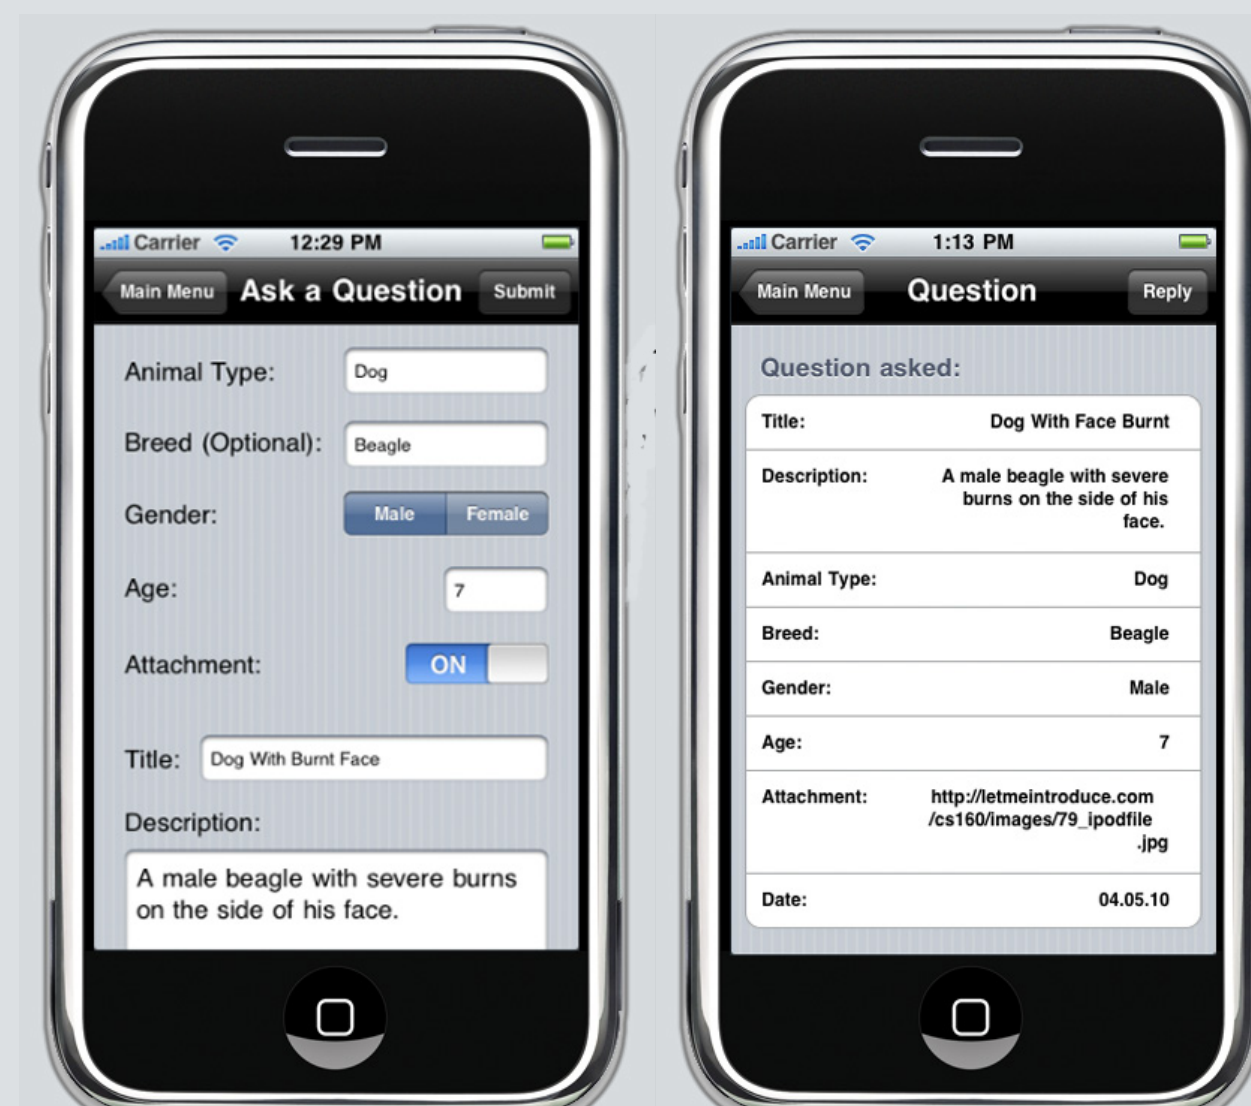 Carrier 12:29 PM
Main Menu Ask a Question Submit
Animal Type: Dog
Breed (Optional): Beagle
Gender: Male Female
Age: 7
Attachment: ON
Title: Dog With Burnt Face
Description:
A male beagle with severe burns
on the side of his face.
Carrier 1:13 PM
Main Menu Question Reply
Question asked:
Title: Dog With Face Burnt
Description: A male beagle with severe
burns on the side of his
face.
Animal Type: Dog
Breed: Beagle
Gender: Male
Age: 7
Attachment: http://letmeintroduce.com
/cs160/images/79_ipodfile
.jpg
Date: 04.05.10